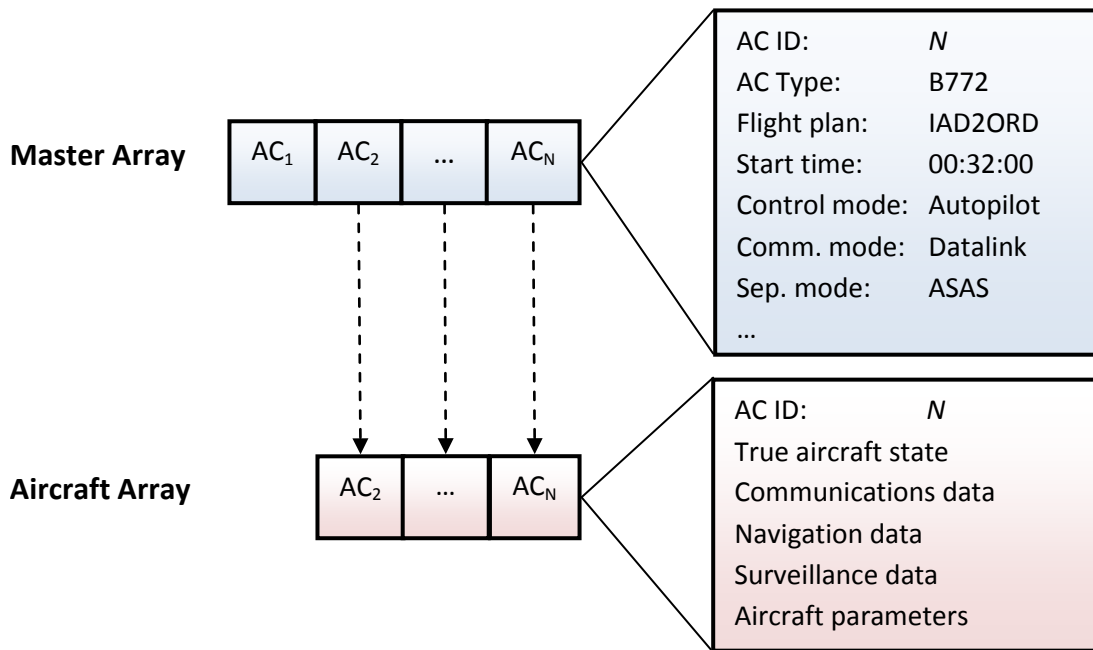 Master Array
AC₁ AC₂ ... AC_N
AC ID: N
AC Type: B772
Flight plan: IAD2ORD
Start time: 00:32:00
Control mode: Autopilot
Comm. mode: Datalink
Sep. mode: ASAS
...
Aircraft Array
AC₂ ... AC_N
AC ID: N
True aircraft state
Communications data
Navigation data
Surveillance data
Aircraft parameters